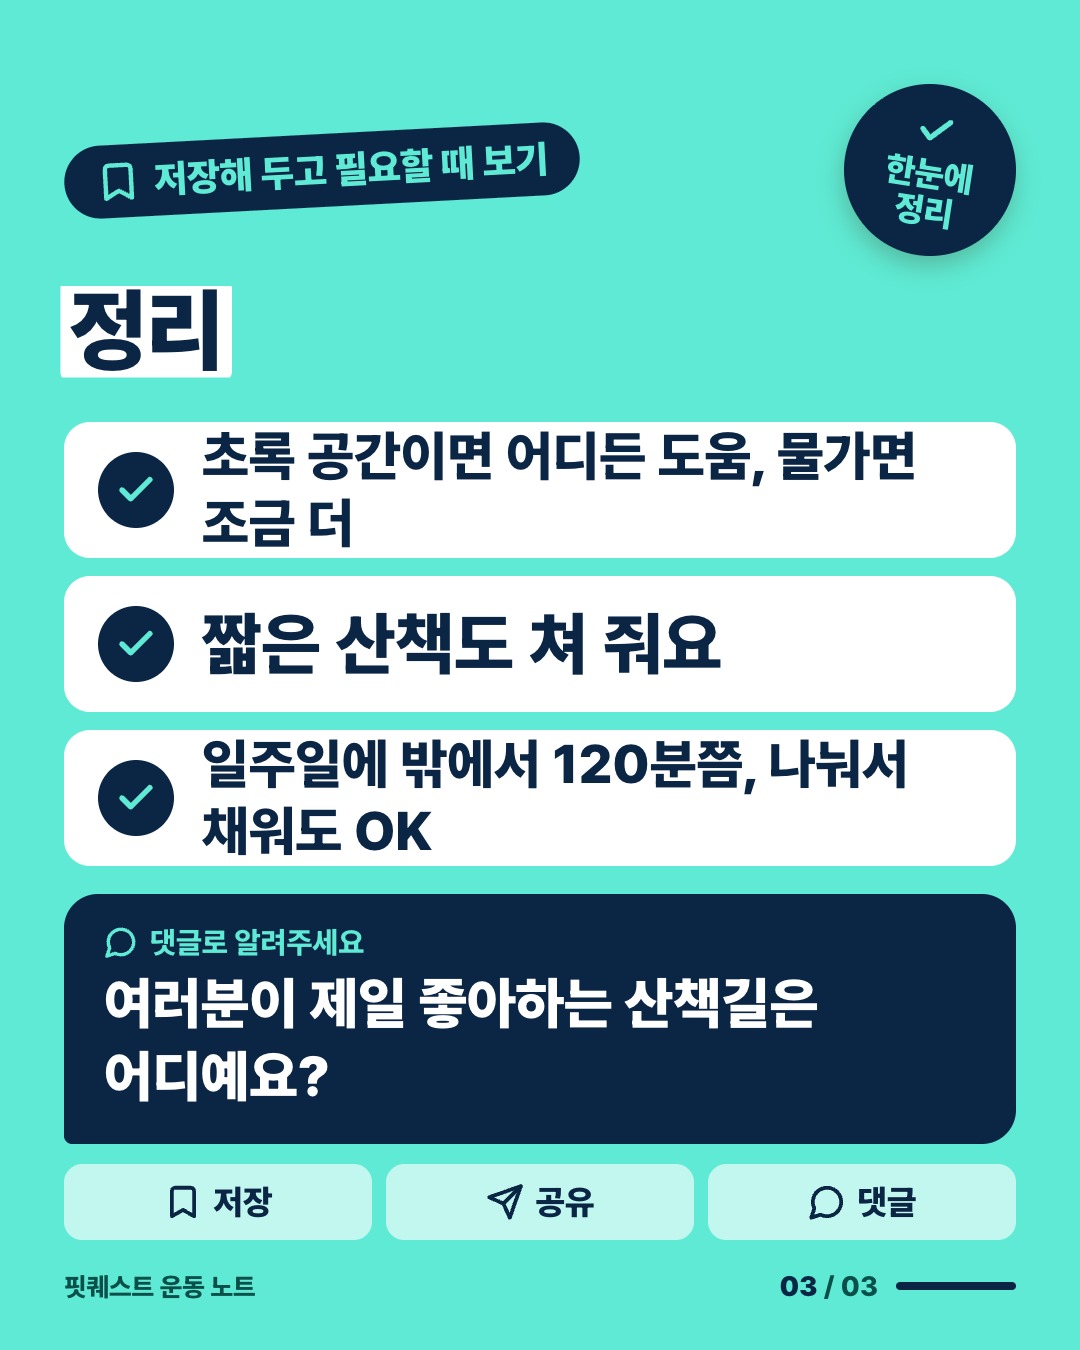 저장해 두고 필요할 때 보기
한눈에
정리
정리
초록 공간이면 어디든 도움, 물가면
조금 더
짧은 산책도 쳐 줘요
일주일에 밖에서 120분쯤, 나눠서
채워도 OK
댓글로 알려주세요
여러분이 제일 좋아하는 산책길은
어디예요?
저장
공유
댓글
핏퀘스트 운동 노트
03 / 03